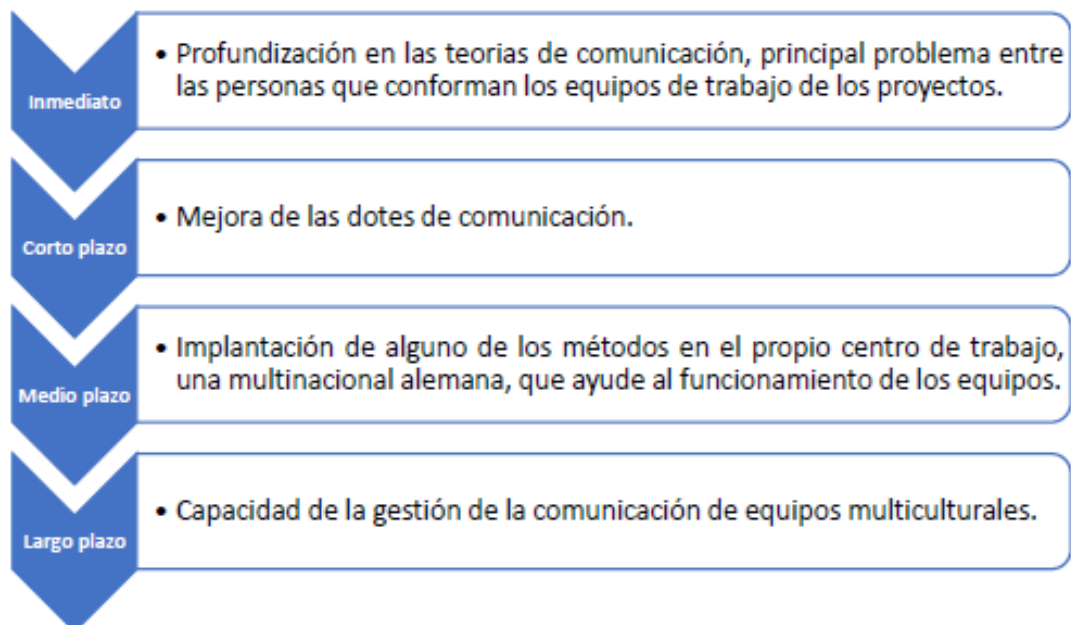 Inmediato
• Profundización en las teorias de comunicación, principal problema entre
las personas que conforman los equipos de trabajo de los proyectos.
Corto plazo
• Mejora de las dotes de comunicación.
Medio plazo
• Implantación de alguno de los métodos en el propio centro de trabajo,
una multinacional alemana, que ayude al funcionamiento de los equipos.
Largo plazo
• Capacidad de la gestión de la comunicación de equipos multiculturales.